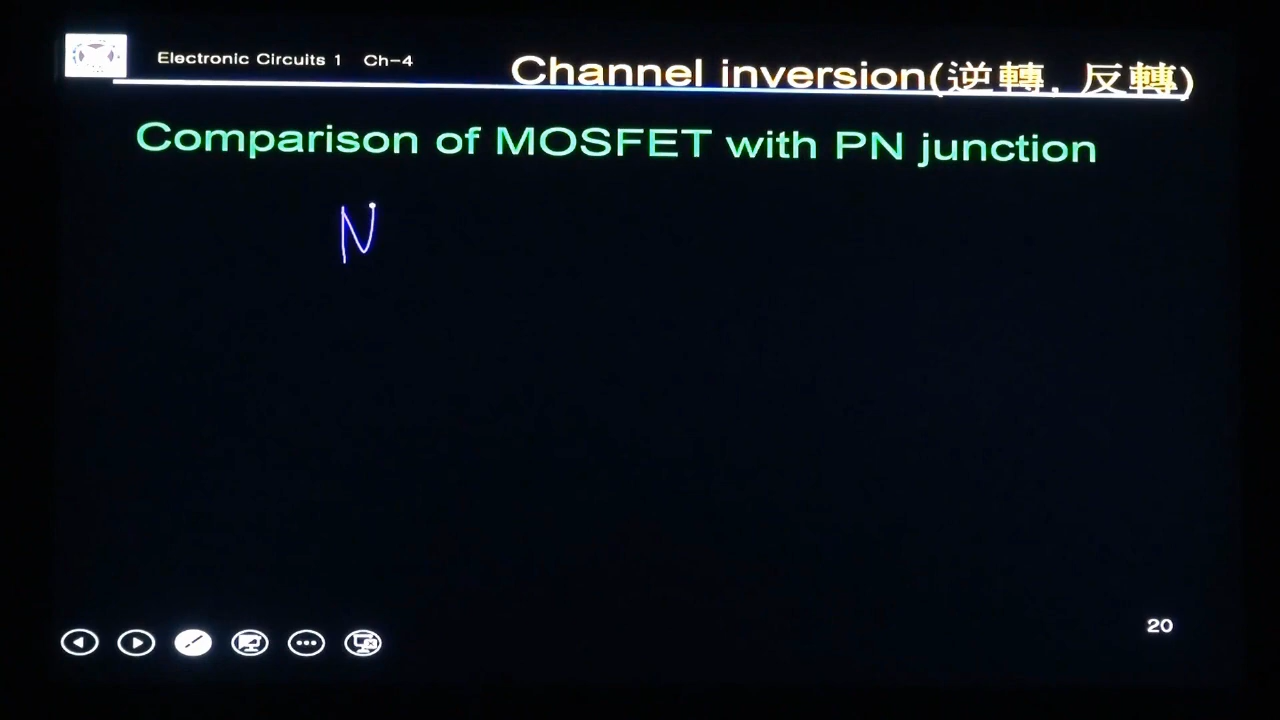 Electronic Circuits 1 Ch-4
Channel inversion(逆轉, 反轉)
Comparison of MOSFET with PN junction
N
20